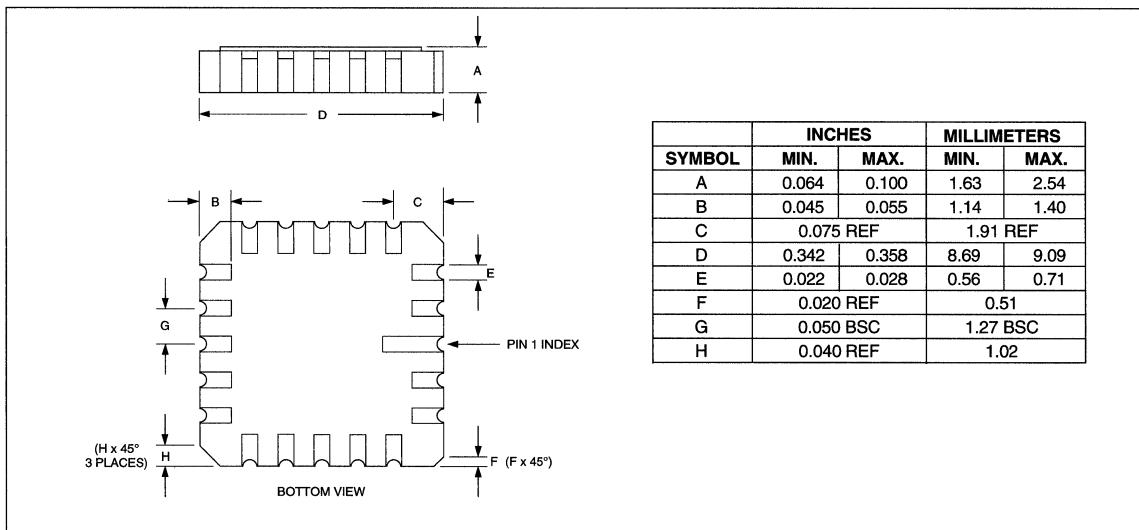 A
D
B
C
E
G
PIN 1 INDEX
(H x 45°
3 PLACES)
H
F (F x 45°)
BOTTOM VIEW
INCHES MILLIMETERS
SYMBOL MIN. MAX. MIN. MAX.
A 0.064 0.100 1.63 2.54
B 0.045 0.055 1.14 1.40
C 0.075 REF 1.91 REF
D 0.342 0.358 8.69 9.09
E 0.022 0.028 0.56 0.71
F 0.020 REF 0.51
G 0.050 BSC 1.27 BSC
H 0.040 REF 1.02